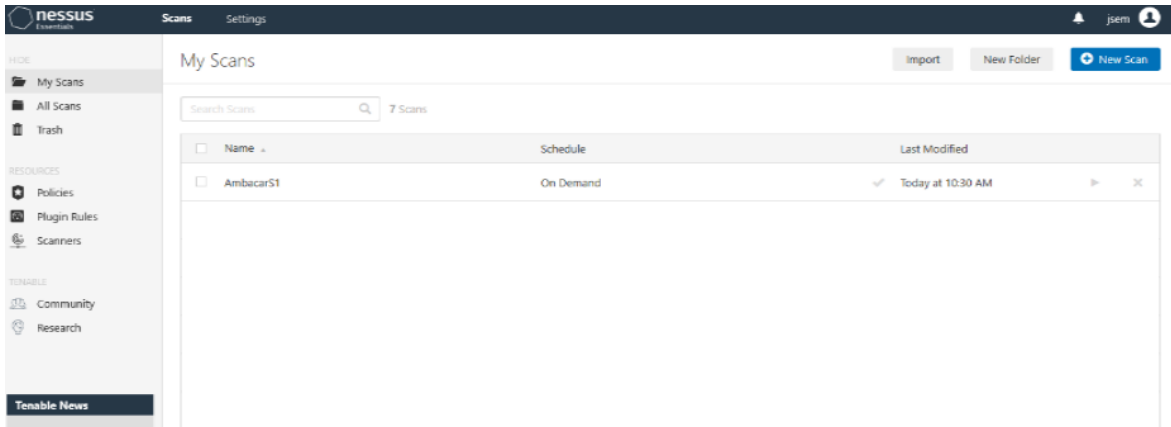 nessus
Essentials
Scans
Settings
jsem
My Scans
All Scans
Trash
RESOURCES
Policies
Plugin Rules
Scanners
TENABLE
Community
Research
Tenable News
My Scans
Import
New Folder
New Scan
Search Scans
7 Scans
Name
Schedule
Last Modified
AmbacarS1
On Demand
Today at 10:30 AM